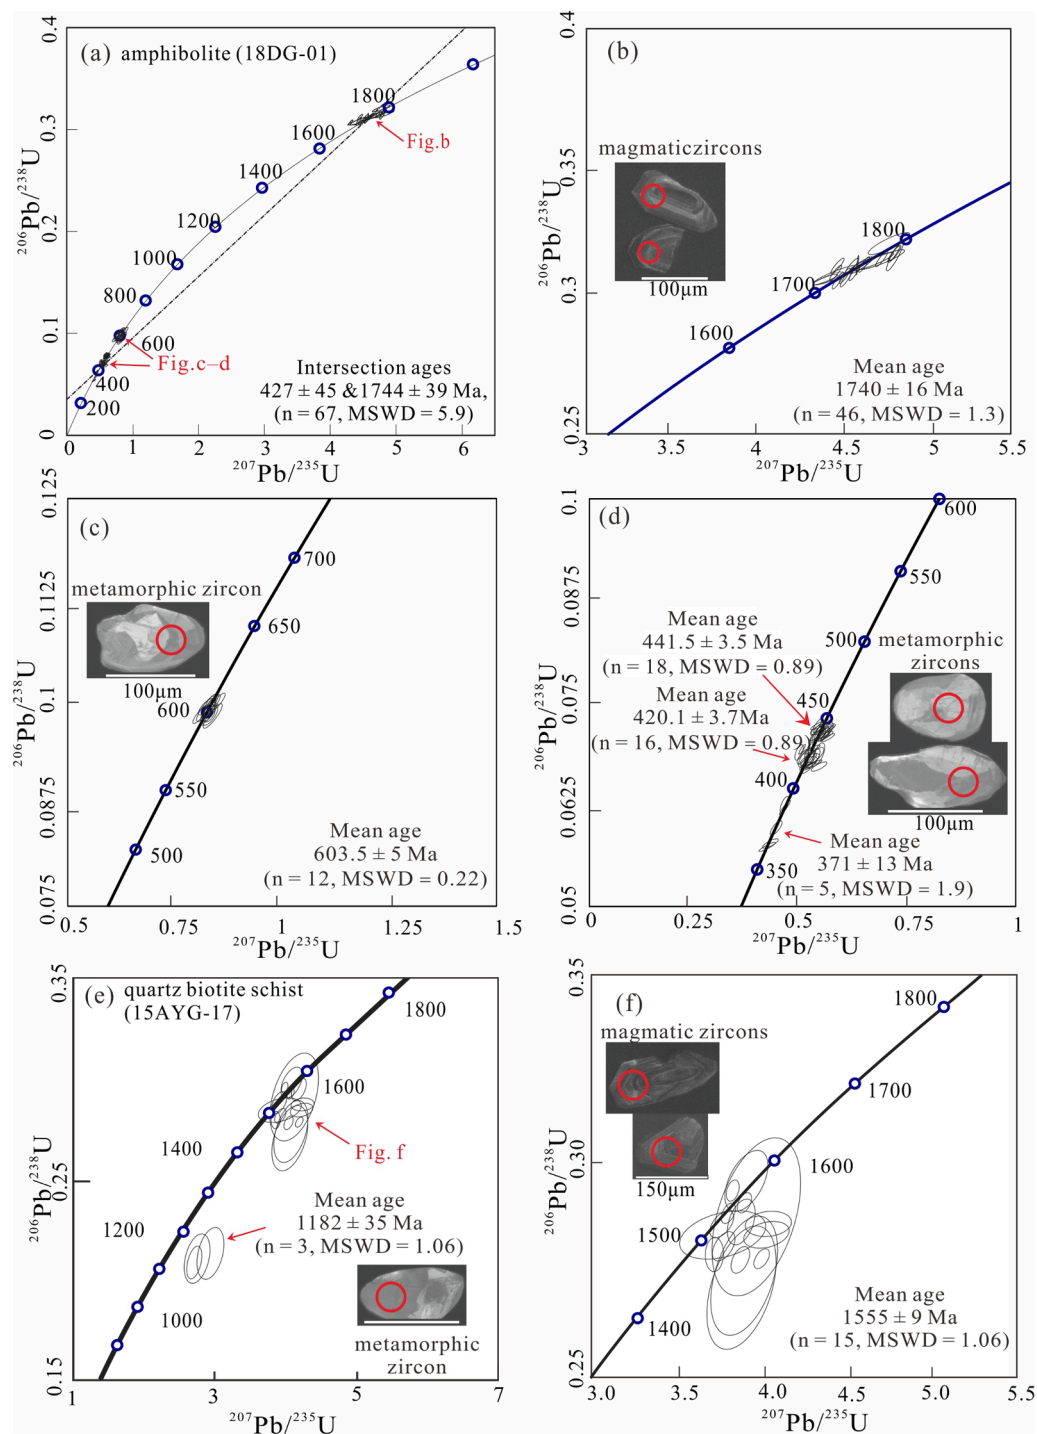 (a) amphibolite (18DG-01)
0.4
0.3
0.2
0.1
0
²⁰⁶Pb/²³⁸U
1800
1600
1400
1200
1000
800
600
400
200
Fig.b
Fig.c–d
Intersection ages
427 ± 45 &1744 ± 39 Ma,
(n = 67, MSWD = 5.9)
0 1 2 3 4 5 6
²⁰⁷Pb/²³⁵U
(b)
0.4
0.35
0.3
0.25
²⁰⁶Pb/²³⁸U
magmaticzircons
100μm
1800
1700
1600
Mean age
1740 ± 16 Ma
(n = 46, MSWD = 1.3)
3 3.5 4 4.5 5 5.5
²⁰⁷Pb/²³⁵U
(c)
0.125
0.1125
0.1
0.0875
0.075
²⁰⁶Pb/²³⁸U
metamorphic zircon
100μm
700
650
600
550
500
Mean age
603.5 ± 5 Ma
(n = 12, MSWD = 0.22)
0.5 0.75 1 1.25 1.5
²⁰⁷Pb/²³⁵U
(d)
0.1
0.0875
0.075
0.0625
0.05
²⁰⁶Pb/²³⁸U
600
550
500
450
400
350
Mean age
441.5 ± 3.5 Ma
(n = 18, MSWD = 0.89)
Mean age
420.1 ± 3.7Ma
(n = 16, MSWD = 0.89)
metamorphic
zircons
100μm
Mean age
371 ± 13 Ma
(n = 5, MSWD = 1.9)
0 0.25 0.5 0.75 1
²⁰⁷Pb/²³⁵U
(e) quartz biotite schist
(15AYG-17)
0.35
0.25
0.15
²⁰⁶Pb/²³⁸U
1800
1600
1400
1200
1000
Fig. f
Mean age
1182 ± 35 Ma
(n = 3, MSWD = 1.06)
metamorphic
zircon
1 3 5 7
²⁰⁷Pb/²³⁵U
(f)
0.35
0.30
0.25
²⁰⁶Pb/²³⁸U
magmatic zircons
150μm
1800
1700
1600
1500
1400
Mean age
1555 ± 9 Ma
(n = 15, MSWD = 1.06)
3.0 3.5 4.0 4.5 5.0 5.5
²⁰⁷Pb/²³⁵U